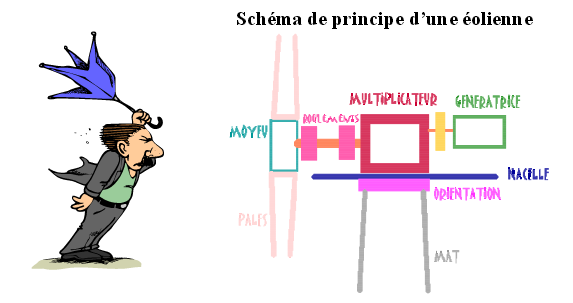 Schéma de principe d'une éolienne
MULTIPLICATEUR
GENERATRICE
ROULEMENTS
MOYEU
NACELLE
ORIENTATION
PALES
MAT